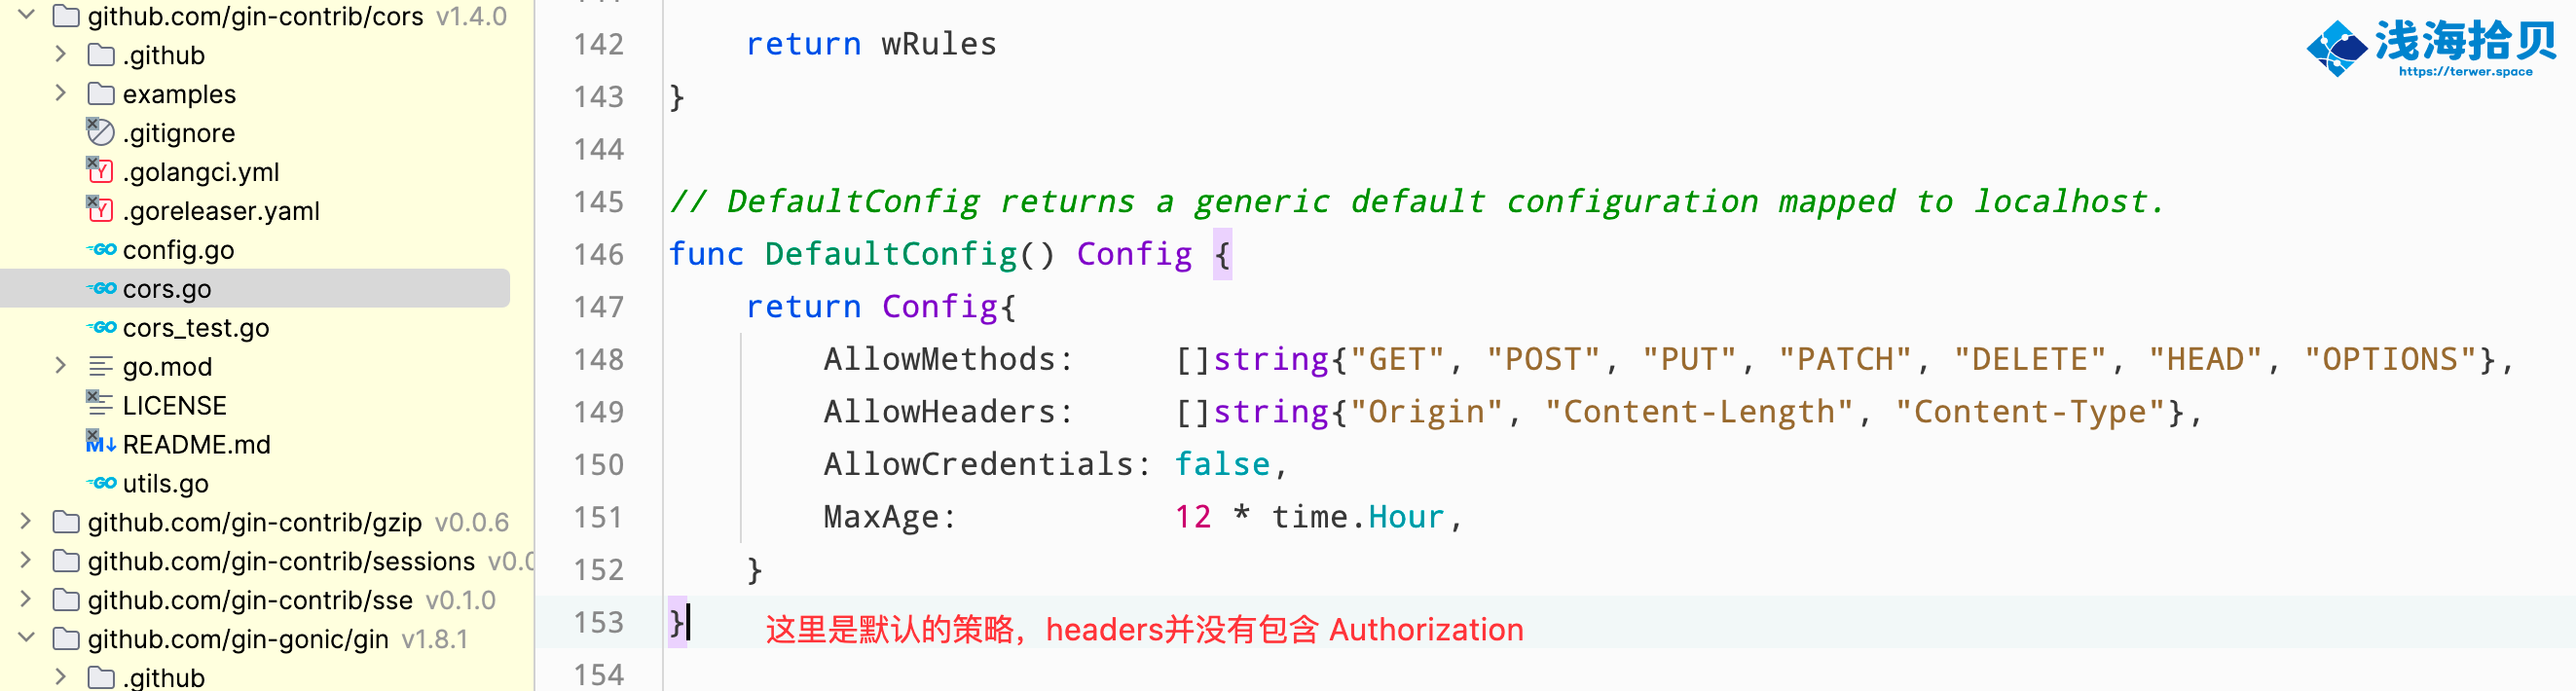 github.com/gin-contrib/cors v1.4.0
.github
examples
.gitignore
.golangci.yml
.goreleaser.yaml
config.go
cors.go
cors_test.go
go.mod
LICENSE
README.md
utils.go
github.com/gin-contrib/gzip v0.0.6
github.com/gin-contrib/sessions v0.0
github.com/gin-contrib/sse v0.1.0
github.com/gin-gonic/gin v1.8.1
.github
142 return wRules
143 }
144
145 // DefaultConfig returns a generic default configuration mapped to localhost.
146 func DefaultConfig() Config {
147 return Config{
148 AllowMethods: []string{"GET", "POST", "PUT", "PATCH", "DELETE", "HEAD", "OPTIONS"},
149 AllowHeaders: []string{"Origin", "Content-Length", "Content-Type"},
150 AllowCredentials: false,
151 MaxAge: 12 * time.Hour,
152 }
153 } 这里是默认的策略，headers并没有包含 Authorization
154
浅海拾贝
https://terwer.space